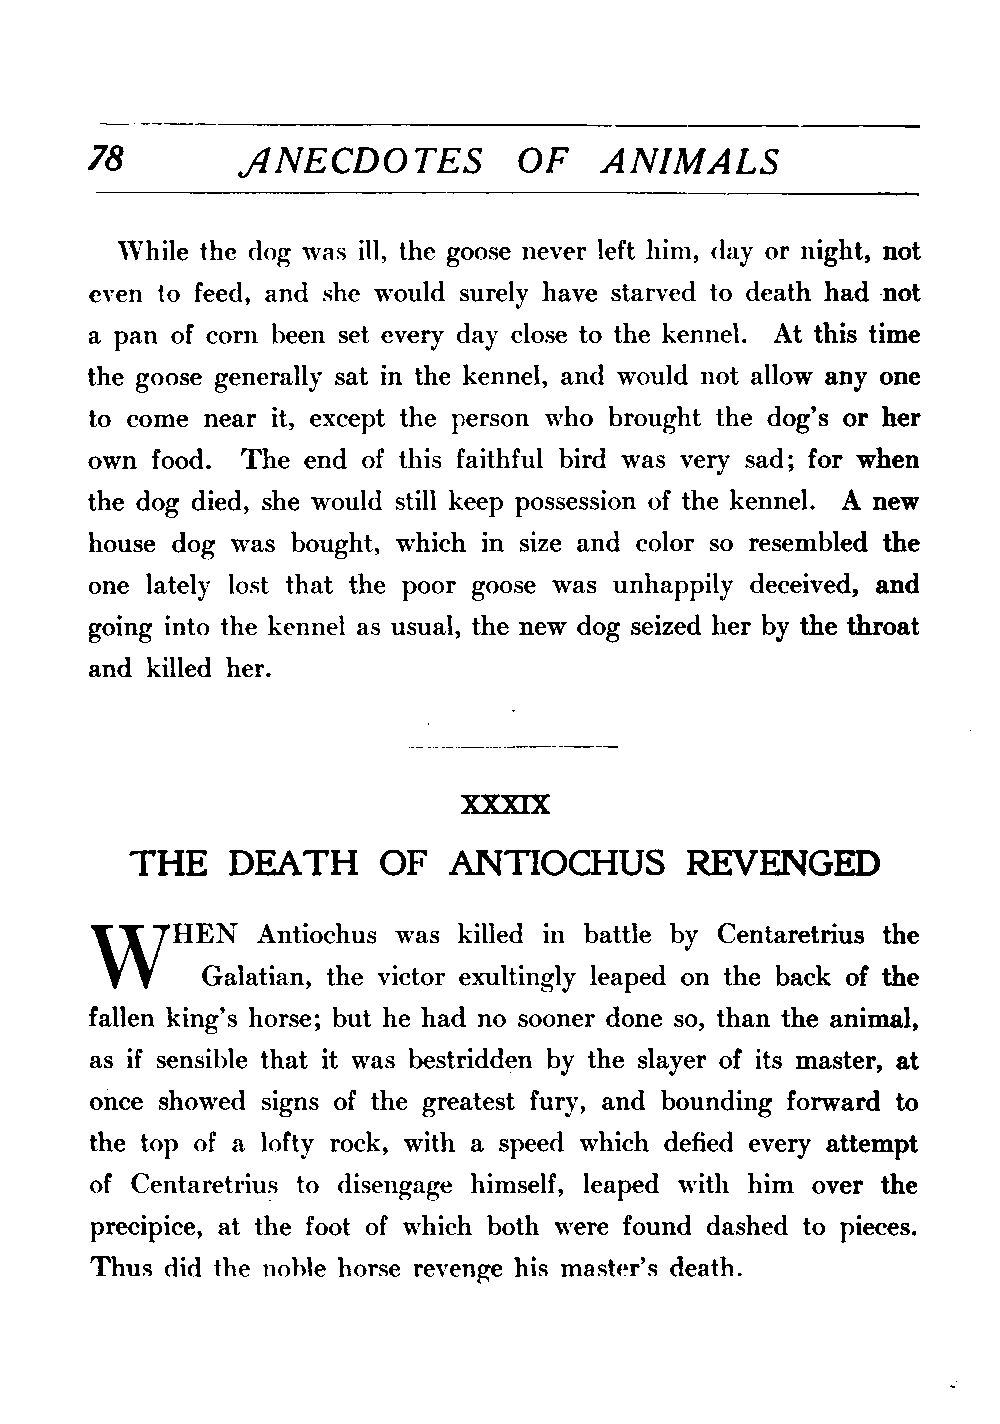 78 ANECDOTES OF ANIMALS
While the dog was ill, the goose never left him, day or night, not
even to feed, and she would surely have starved to death had not
a pan of corn been set every day close to the kennel. At this time
the goose generally sat in the kennel, and would not allow any one
to come near it, except the person who brought the dog's or her
own food. The end of this faithful bird was very sad; for when
the dog died, she would still keep possession of the kennel. A new
house dog was bought, which in size and color so resembled the
one lately lost that the poor goose was unhappily deceived, and
going into the kennel as usual, the new dog seized her by the throat
and killed her.
XXXIX
THE DEATH OF ANTIOCHUS REVENGED
WHEN Antiochus was killed in battle by Centaretrius the
Galatian, the victor exultingly leaped on the back of the
fallen king's horse; but he had no sooner done so, than the animal,
as if sensible that it was bestridden by the slayer of its master, at
once showed signs of the greatest fury, and bounding forward to
the top of a lofty rock, with a speed which defied every attempt
of Centaretrius to disengage himself, leaped with him over the
precipice, at the foot of which both were found dashed to pieces.
Thus did the noble horse revenge his master's death.